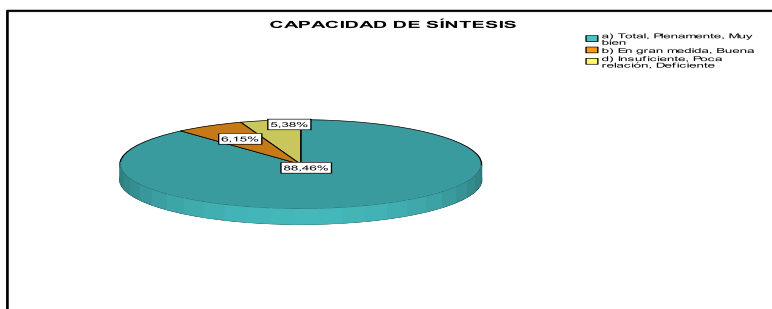 CAPACIDAD DE SÍNTESIS
a) Total, Plenamente, Muy
bien
b) En gran medida, Buena
d) Insuficiente, Poca
relación, Deficiente
5,38%
6,15%
88,46%